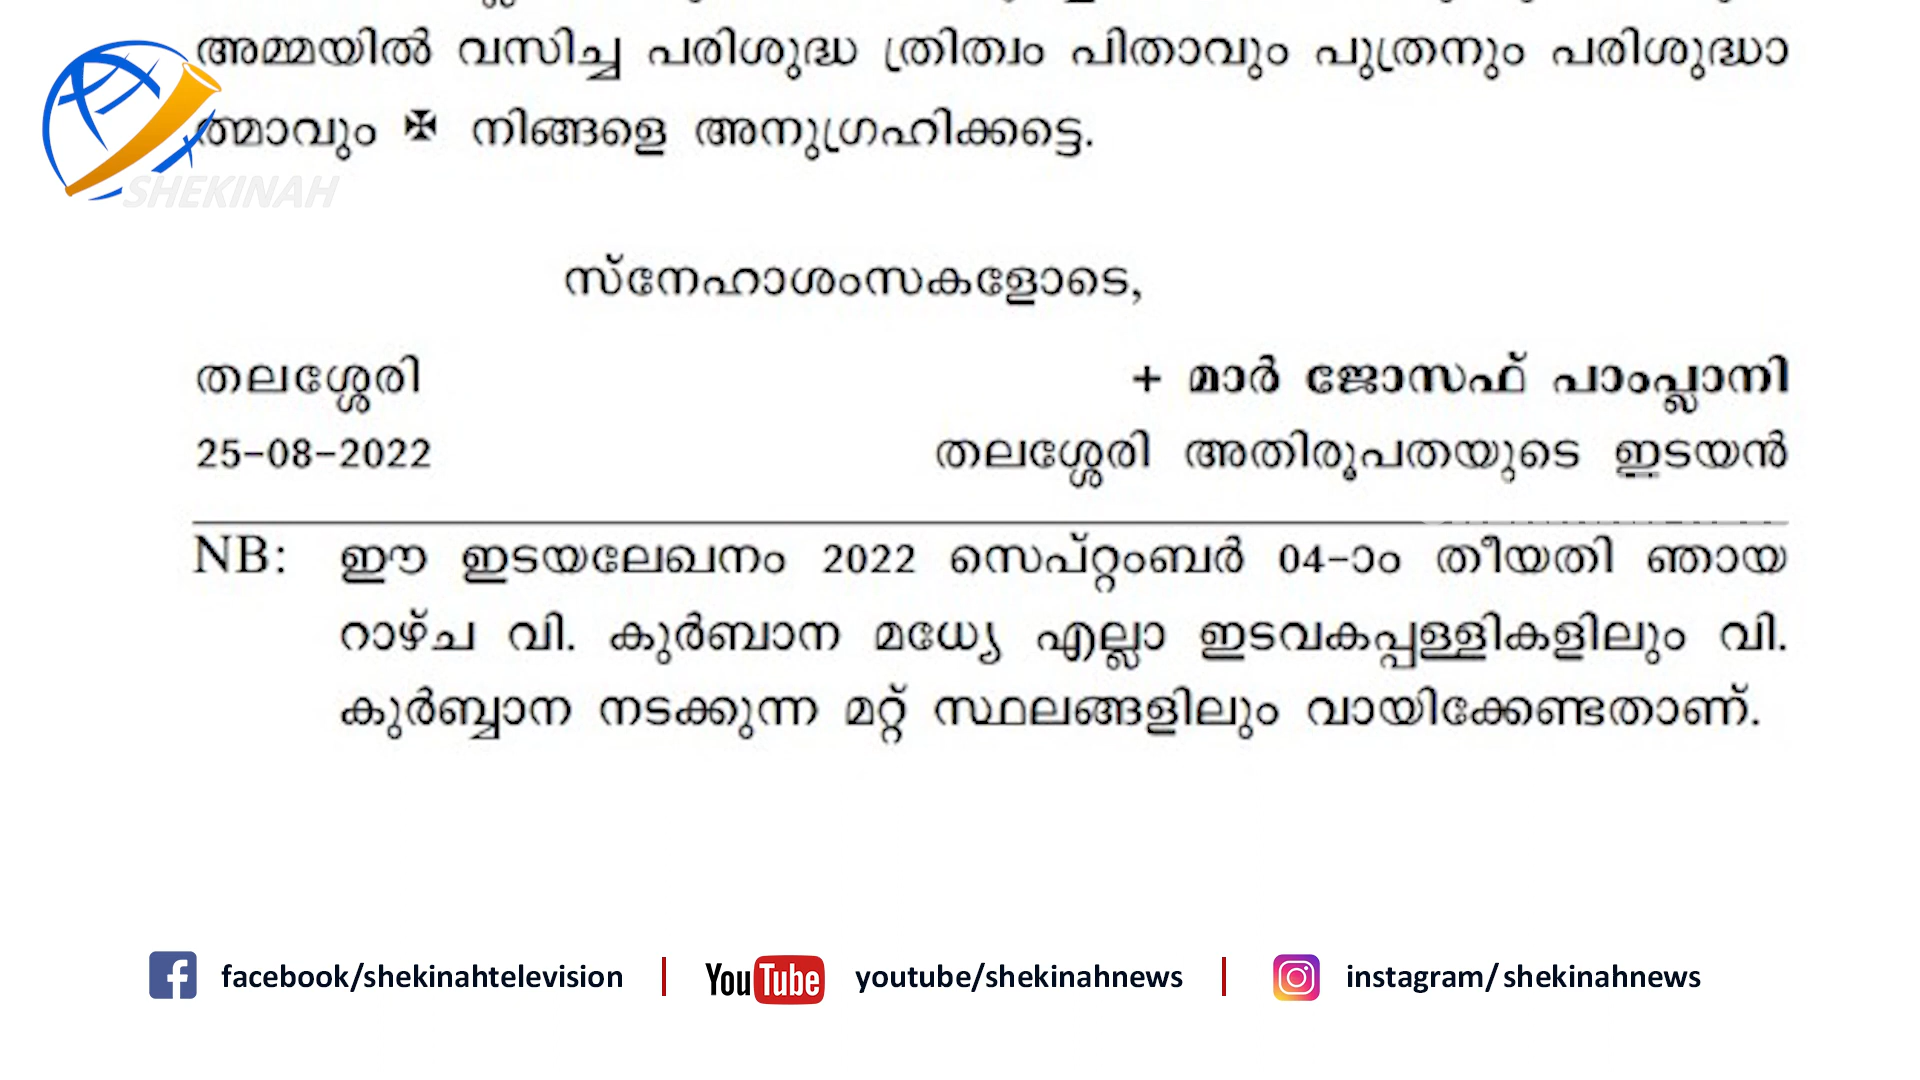 അമ്മയിൽ വസിച്ച പരിശുദ്ധ ത്രിത്വം പിതാവും പുത്രനും പരിശുദ്ധാ
ത്മാവും ✠ നിങ്ങളെ അനുഗ്രഹിക്കട്ടെ.
SHEKINAH
സ്നേഹാശംസകളോടെ,
തലശ്ശേരി + മാർ ജോസഫ് പാംപ്ലാനി
25-08-2022 തലശ്ശേരി അതിരൂപതയുടെ ഇടയൻ
NB: ഈ ഇടയലേഖനം 2022 സെപ്റ്റംബർ 04-ാം തീയതി ഞായ
റാഴ്ച വി. കുർബാന മധ്യേ എല്ലാ ഇടവകപ്പള്ളികളിലും വി.
കുർബ്ബാന നടക്കുന്ന മറ്റ് സ്ഥലങ്ങളിലും വായിക്കേണ്ടതാണ്.
facebook/shekinahtelevision | YouTube youtube/shekinahnews | instagram/shekinahnews